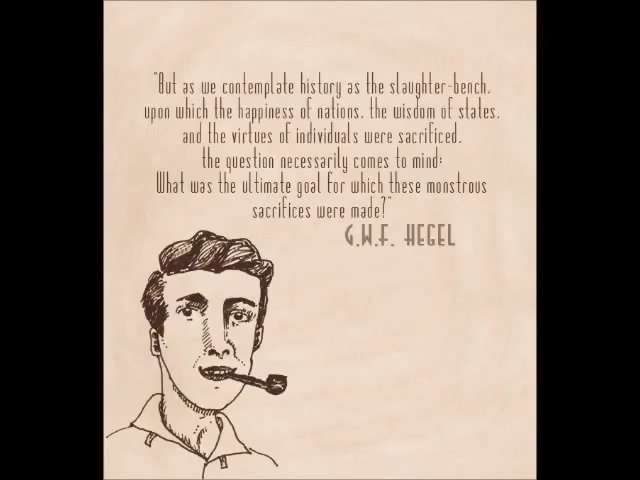 "But as we contemplate history as the slaughter-bench,
upon which the happiness of nations, the wisdom of states,
and the virtues of individuals were sacrificed,
the question necessarily comes to mind:
What was the ultimate goal for which these monstrous
sacrifices were made?"
G.W.F. HEGEL